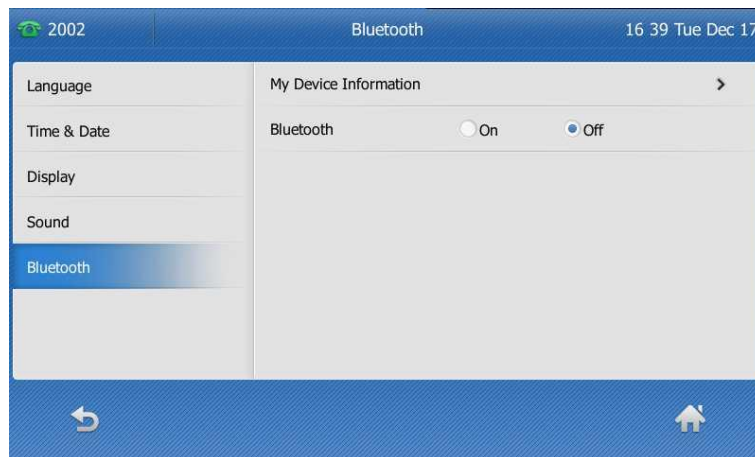 2002 Bluetooth 16 39 Tue Dec 17
Language
Time & Date
Display
Sound
Bluetooth
My Device Information
Bluetooth On Off